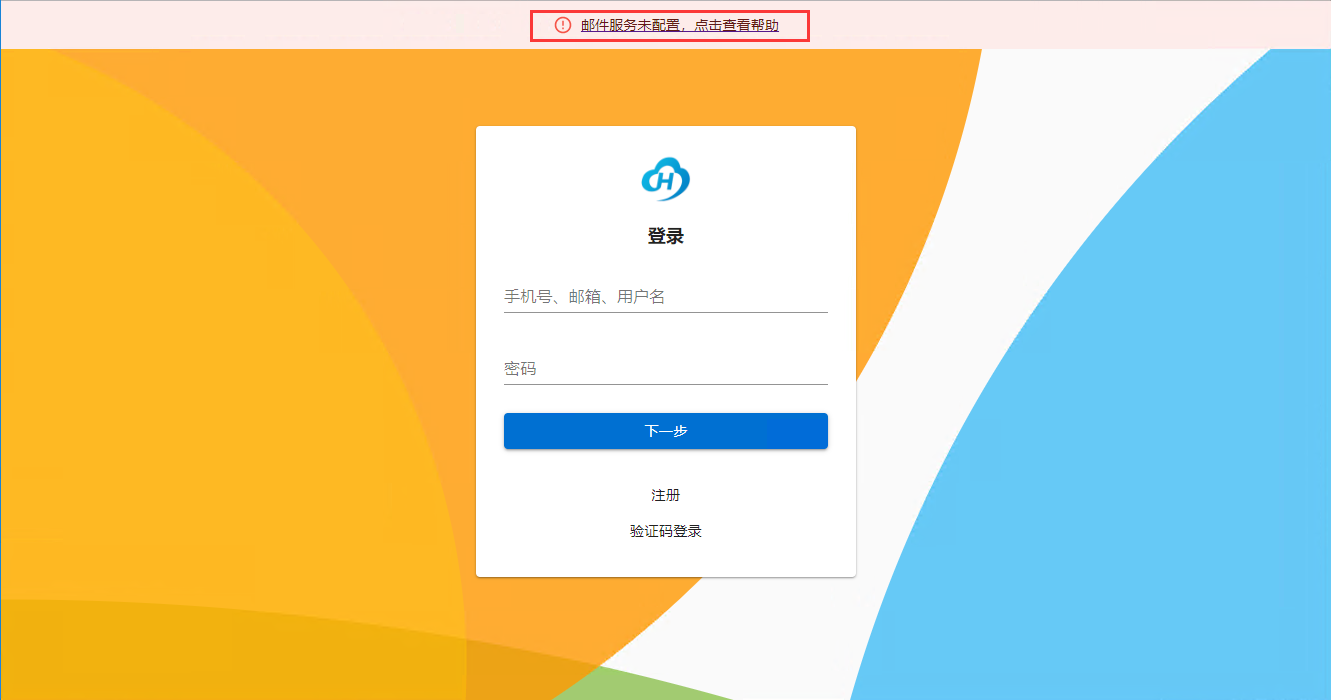 邮件服务未配置，点击查看帮助
H
登录
手机号、邮箱、用户名
密码
下一步
注册
验证码登录